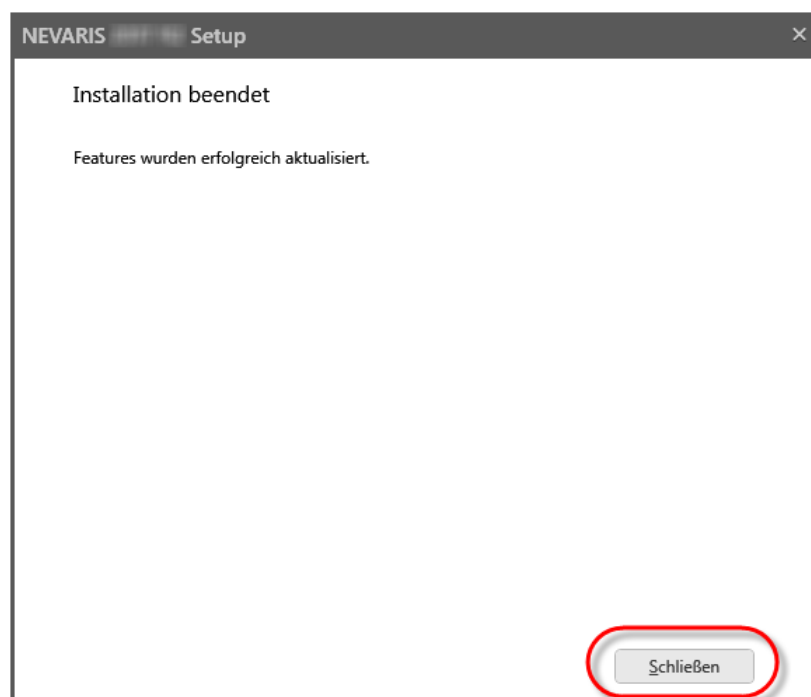 NEVARIS Setup
Installation beendet
Features wurden erfolgreich aktualisiert.
Schließen